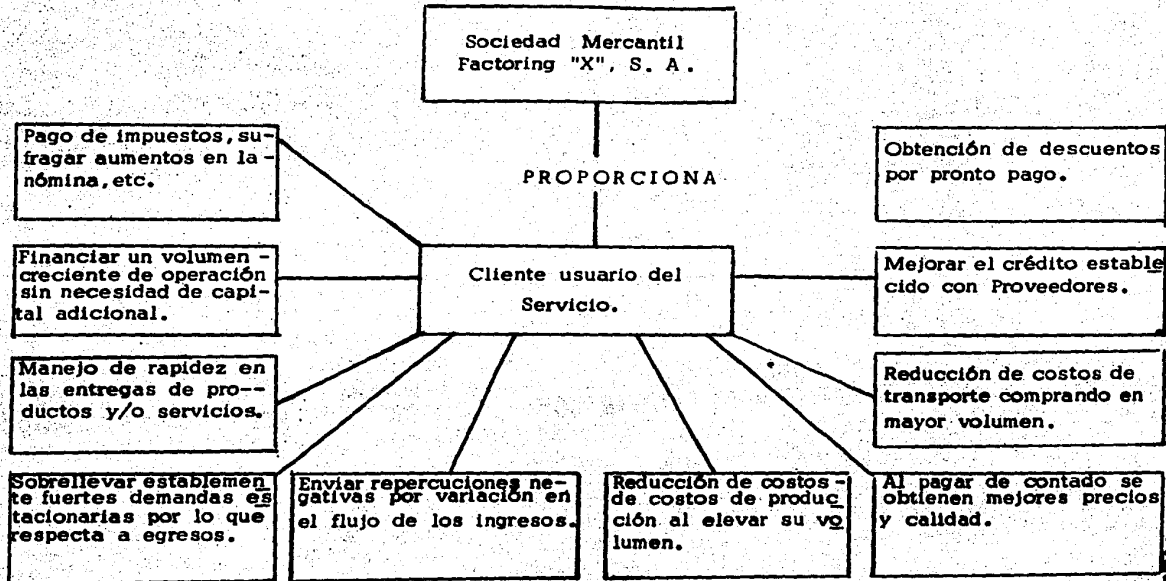 Sociedad Mercantil
Factoring "X", S. A.
PROPORCIONA
Cliente usuario del
Servicio.
Pago de impuestos, su-
fragar aumentos en la -
nómina, etc.
Financiar un volumen -
creciente de operación
sin necesidad de capi-
tal adicional.
Manejo de rapidez en
las entregas de pro--
ductos y/o servicios.
Sobrellevar establemen
te fuertes demandas es
tacionarias por lo que
respecta a egresos.
Enviar repercuciones ne-
gativas por variación en
el flujo de los ingresos.
Reducción de costos -
de costos de produc
ción al elevar su vo
lumen.
Al pagar de contado se
obtienen mejores precios
y calidad.
Reducción de costos de
transporte comprando en
mayor volumen.
Mejorar el crédito estable
cido con Proveedores.
Obtención de descuentos
por pronto pago.